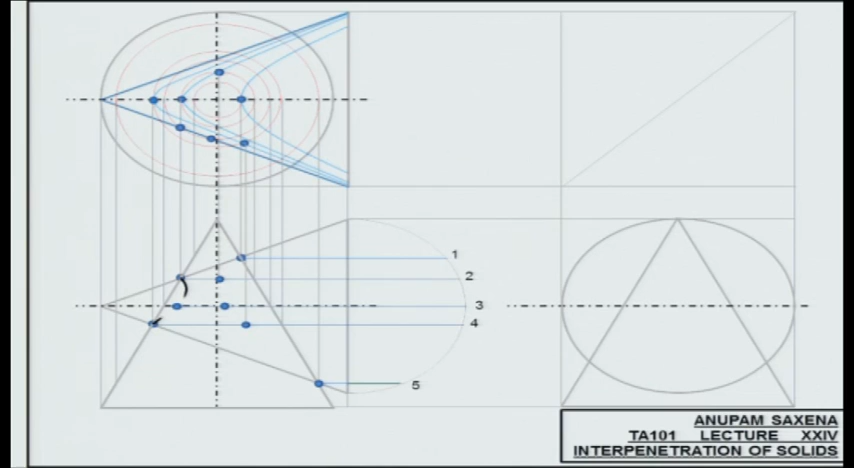 1
2
3
4
5
ANUPAM SAXENA
TA101 LECTURE XXIV
INTERPENETRATION OF SOLIDS